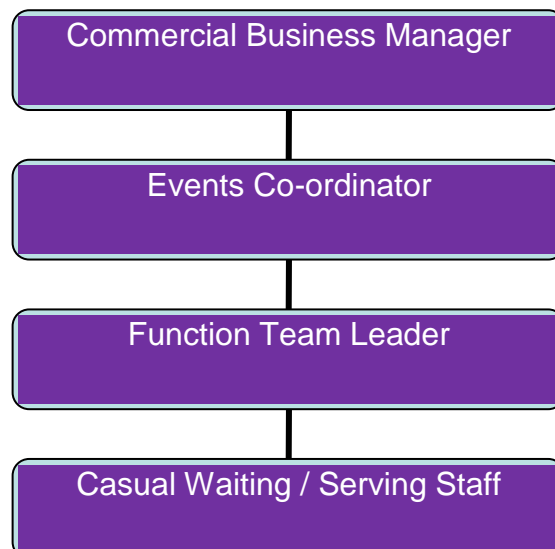 Commercial Business Manager
Events Co-ordinator
Function Team Leader
Casual Waiting / Serving Staff